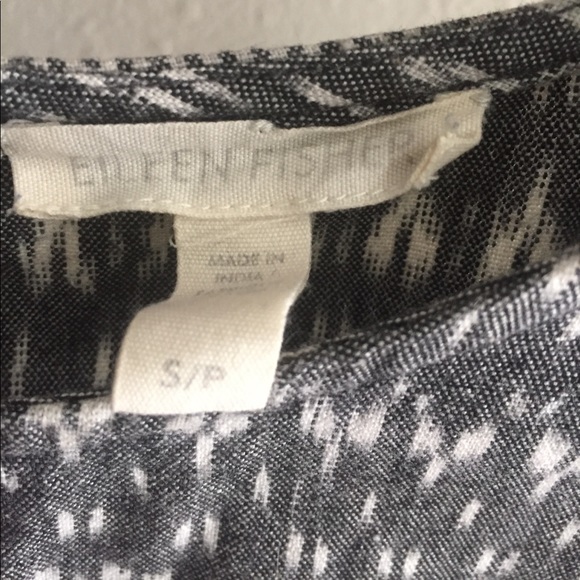 EILEEN FISHER
MADE IN
INDIA /
S/P